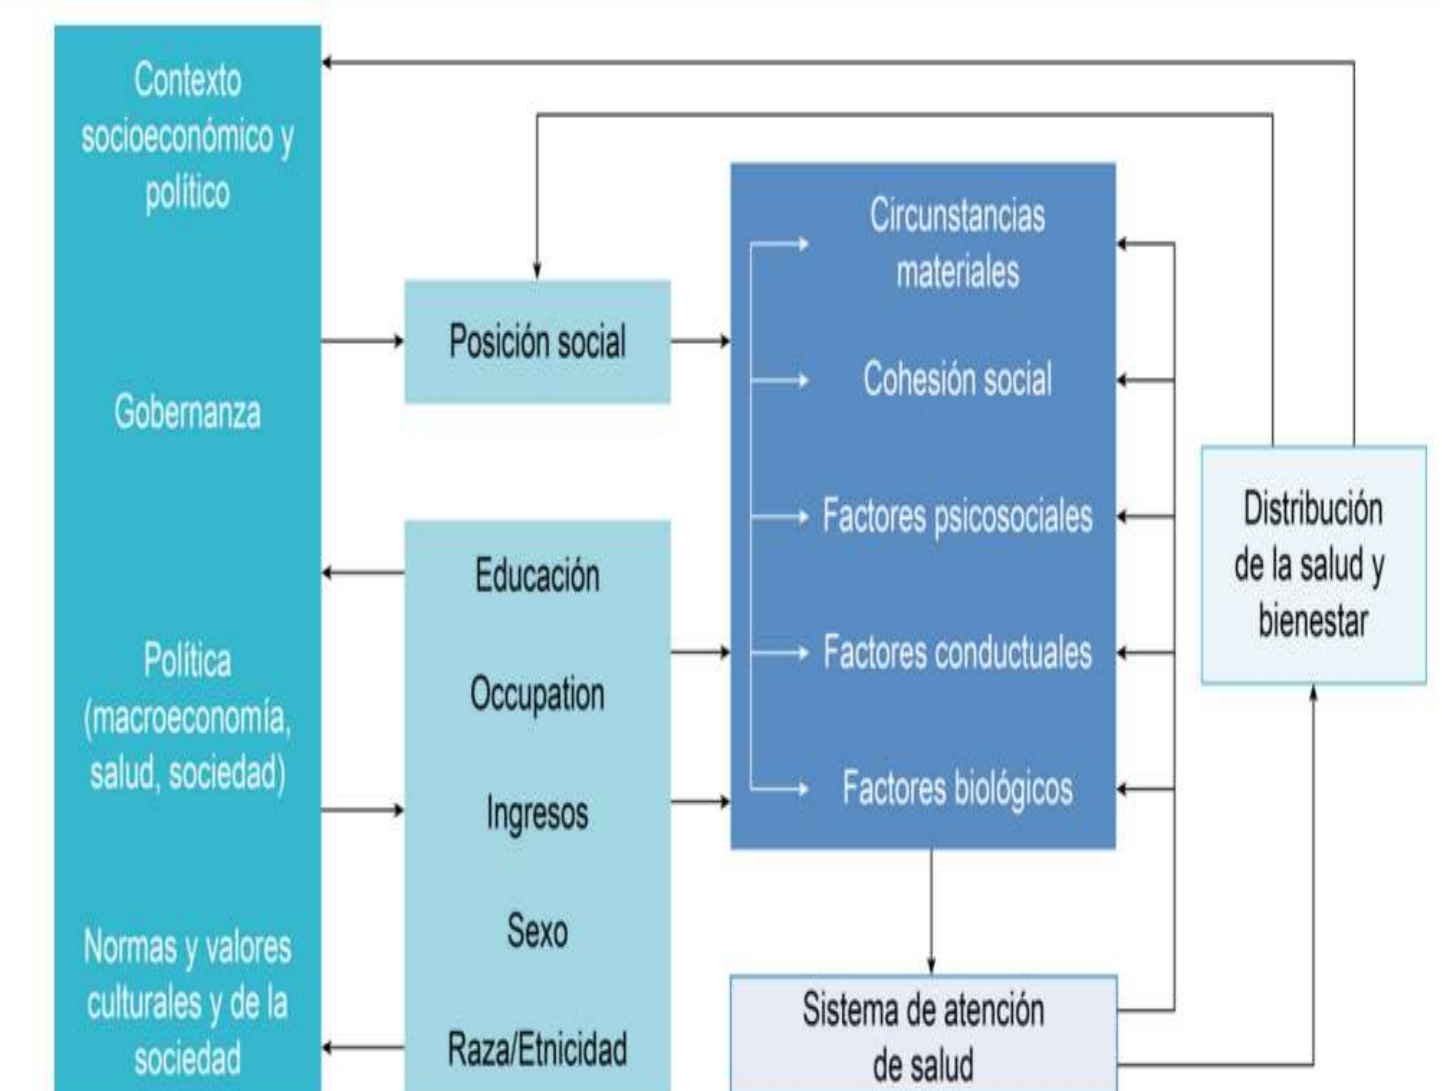 Contexto
socioeconómico y
político
Gobernanza
Política
(macroeconomía,
salud, sociedad)
Normas y valores
culturales y de la
sociedad
Posición social
Educación
Occupation
Ingresos
Sexo
Raza/Etnicidad
Circunstancias
materiales
Cohesión social
Factores psicosociales
Factores conductuales
Factores biológicos
Sistema de atención
de salud
Distribución
de la salud y
bienestar